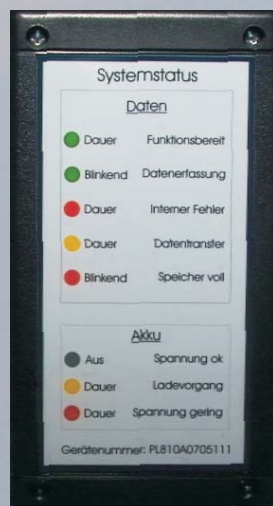 Systemstatus
Daten
Dauer Funktionsbereit
Blinkend Datenerfassung
Dauer Interner Fehler
Dauer Datentransfer
Blinkend Speicher voll
Akku
Aus Spannung ok
Dauer Ladevorgang
Dauer Spannung gering
Gerätenummer: PL810A0705111